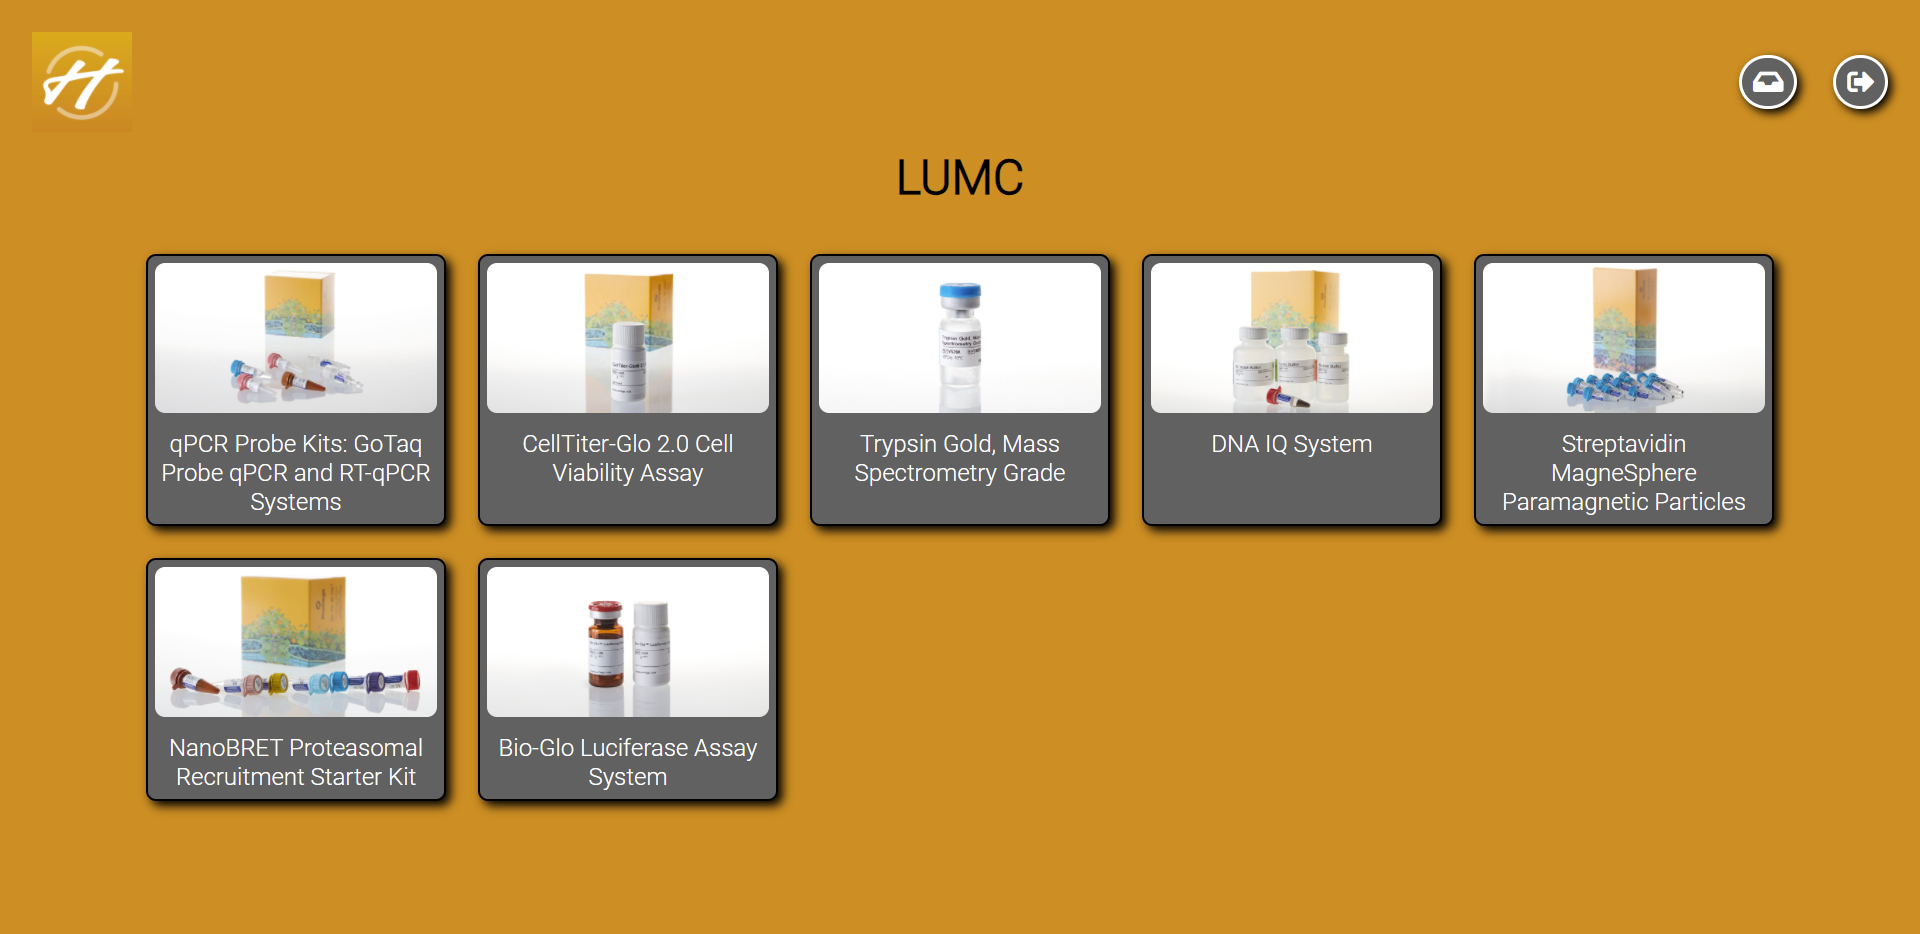 LUMC
qPCR Probe Kits: GoTaq
Probe qPCR and RT-qPCR
Systems
CellTiter-Glo 2.0 Cell
Viability Assay
Trypsin Gold, Mass
Spectrometry Grade
DNA IQ System
Streptavidin
MagneSphere
Paramagnetic Particles
NanoBRET Proteasomal
Recruitment Starter Kit
Bio-Glo Luciferase Assay
System